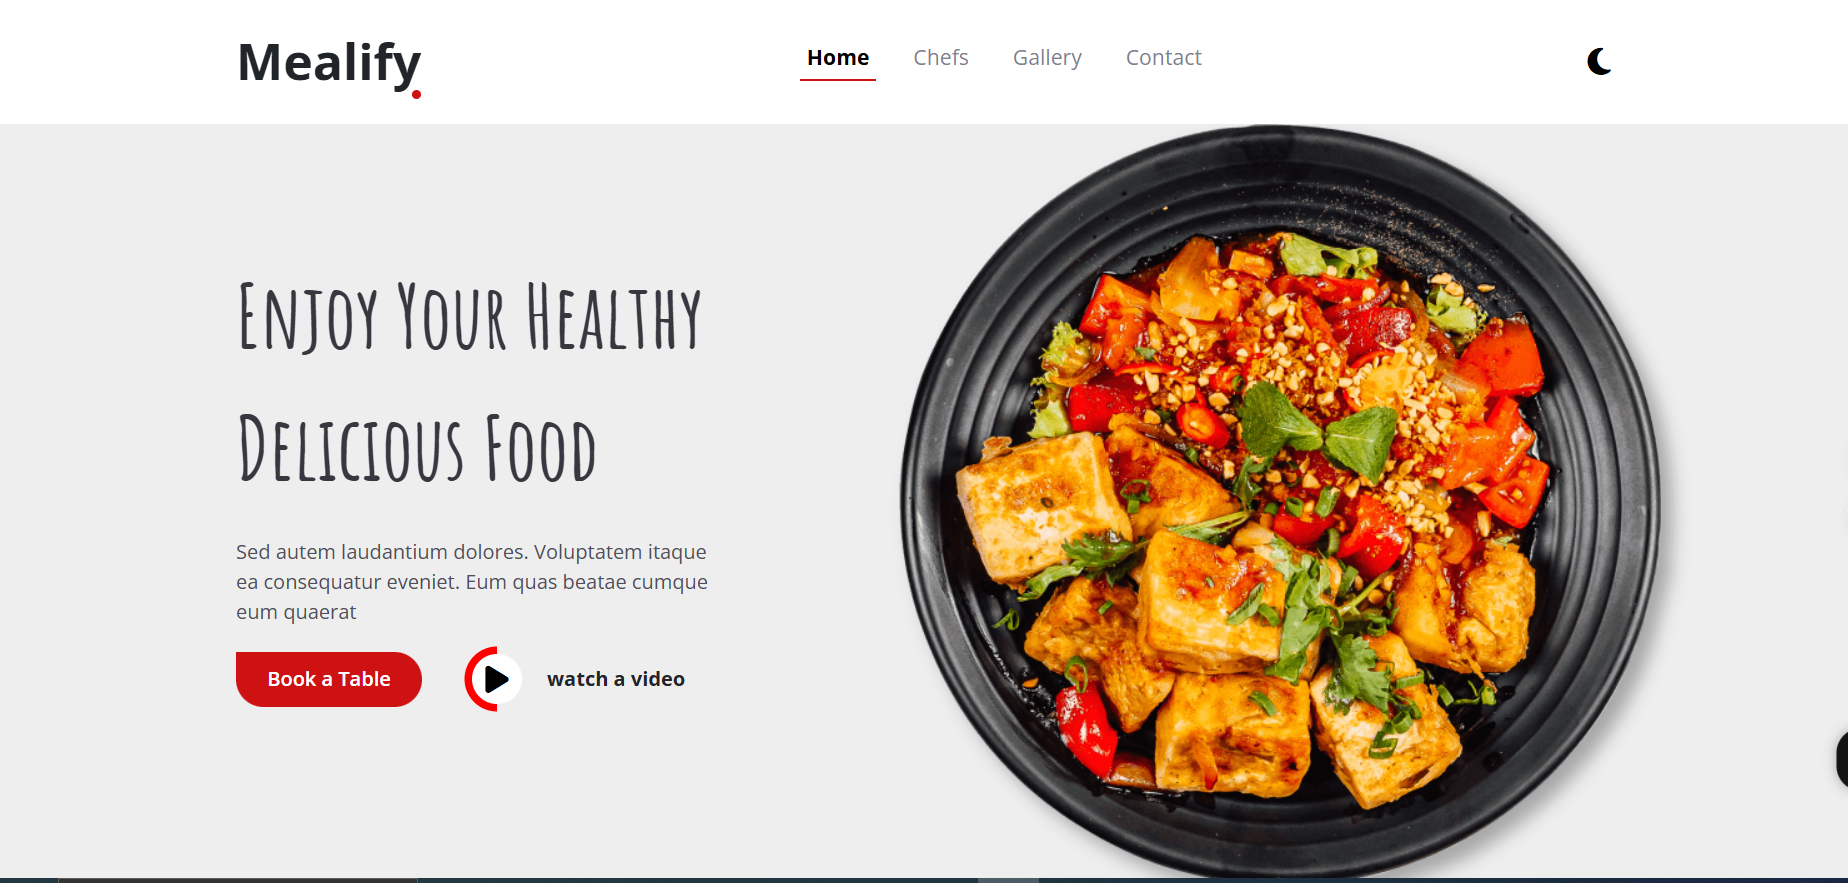 Mealify
Home Chefs Gallery Contact
Enjoy Your Healthy
Delicious Food
Sed autem laudantium dolores. Voluptatem itaque
ea consequatur eveniet. Eum quas beatae cumque
eum quaerat
Book a Table
watch a video